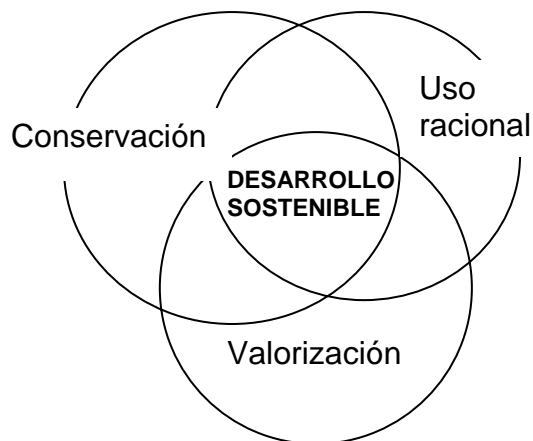 Uso
racional
Conservación
DESARROLLO
SOSTENIBLE
Valorización